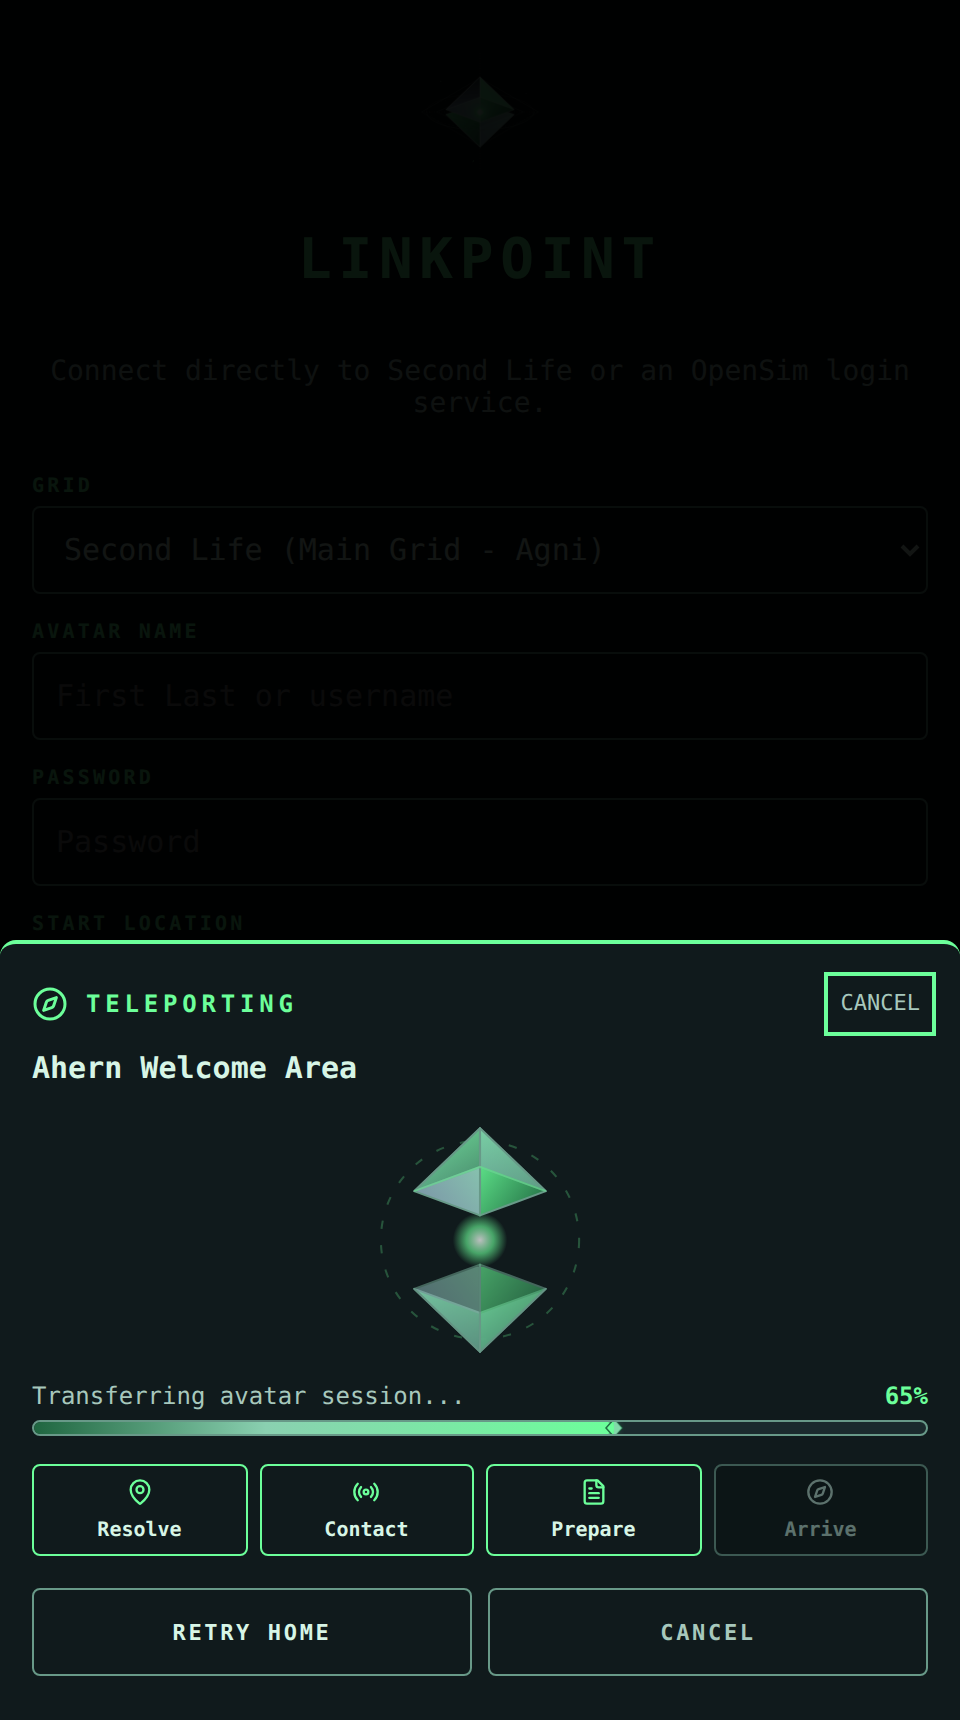 LINKPOINT
Connect directly to Second Life or an OpenSim login
service.
GRID
Second Life (Main Grid - Agni)
AVATAR NAME
First Last or username
PASSWORD
Password
START LOCATION
TELEPORTING
CANCEL
Ahern Welcome Area
Transferring avatar session...
65%
Resolve
Contact
Prepare
Arrive
RETRY HOME
CANCEL